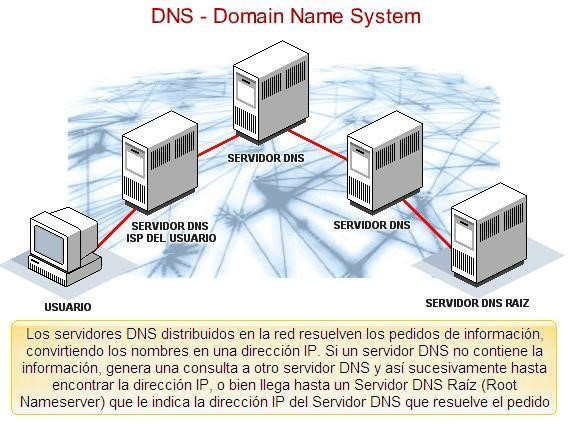 DNS - Domain Name System
SERVIDOR DNS
SERVIDOR DNS
ISP DEL USUARIO
SERVIDOR DNS
USUARIO
SERVIDOR DNS RAIZ
Los servidores DNS distribuidos en la red resuelven los pedidos de información,
convirtiendo los nombres en una dirección IP. Si un servidor DNS no contiene la
información, genera una consulta a otro servidor DNS y así sucesivamente hasta
encontrar la dirección IP, o bien llega hasta un Servidor DNS Raíz (Root
Nameserver) que le indica la dirección IP del Servidor DNS que resuelve el pedido